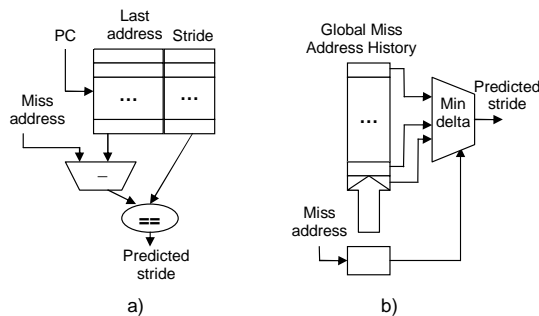 Last
address
Stride
PC
...
...
Miss
address
–
==
Predicted
stride
a)
Global Miss
Address History
...
Min
delta
Predicted
stride
Miss
address
b)